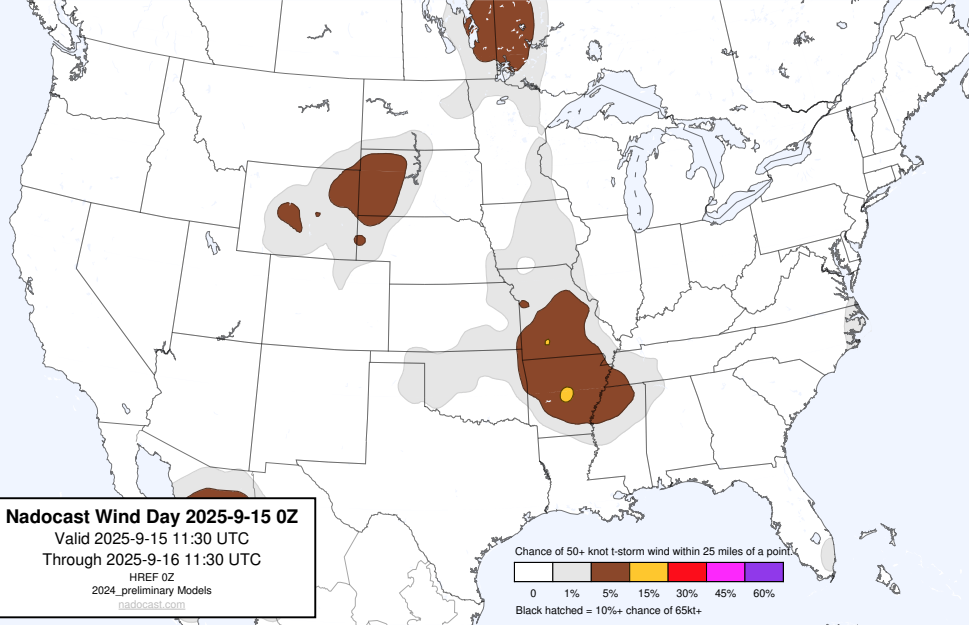 Nadocast Wind Day 2025-9-15 0Z
Valid 2025-9-15 11:30 UTC
Through 2025-9-16 11:30 UTC
HREF 0Z
2024_preliminary Models
nadocast.com
Chance of 50+ knot t-storm wind within 25 miles of a point.
0 1% 5% 15% 30% 45% 60%
Black hatched = 10%+ chance of 65kt+